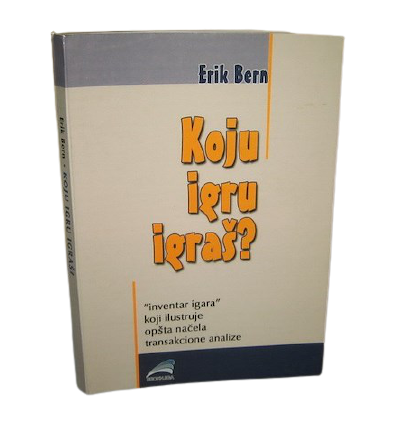 Erik Bern
Koju
igru
igraš?
"inventar igara"
koji ilustruje
opšta načela
transakcione analize
Erik Bern • KOJU IGRU IGRAŠ?